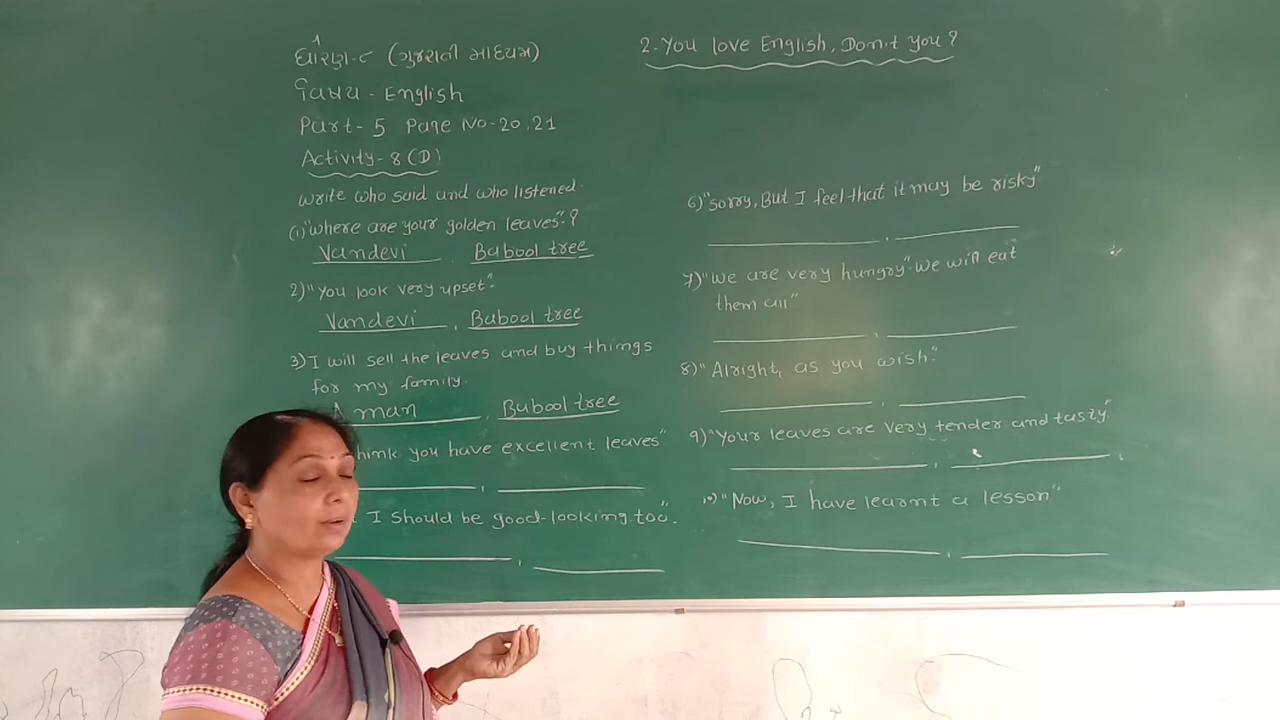 ધોરણ-૮ (ગુજરાતી માધ્યમ)
વિષય - English
Part-5 Page No-20,21
Activity-8(D)
Write who said and who listened.
(1)"Where are your golden leaves"?
Vandevi, Babool tree
2)"You look very upset."
Vandevi, Babool tree
3) I will sell the leaves and buy things
for my family.
A man, Babool tree
think you have excellent leaves"
I should be good-looking too."
2. You love English, Don't you?
6)"Sorry, But I feel that it may be risky"
7)"We are very hungry" we will eat
them all"
8)"Alright, as you wish."
9)"Your leaves are very tender and tasty"
10)"Now, I have learnt a lesson"